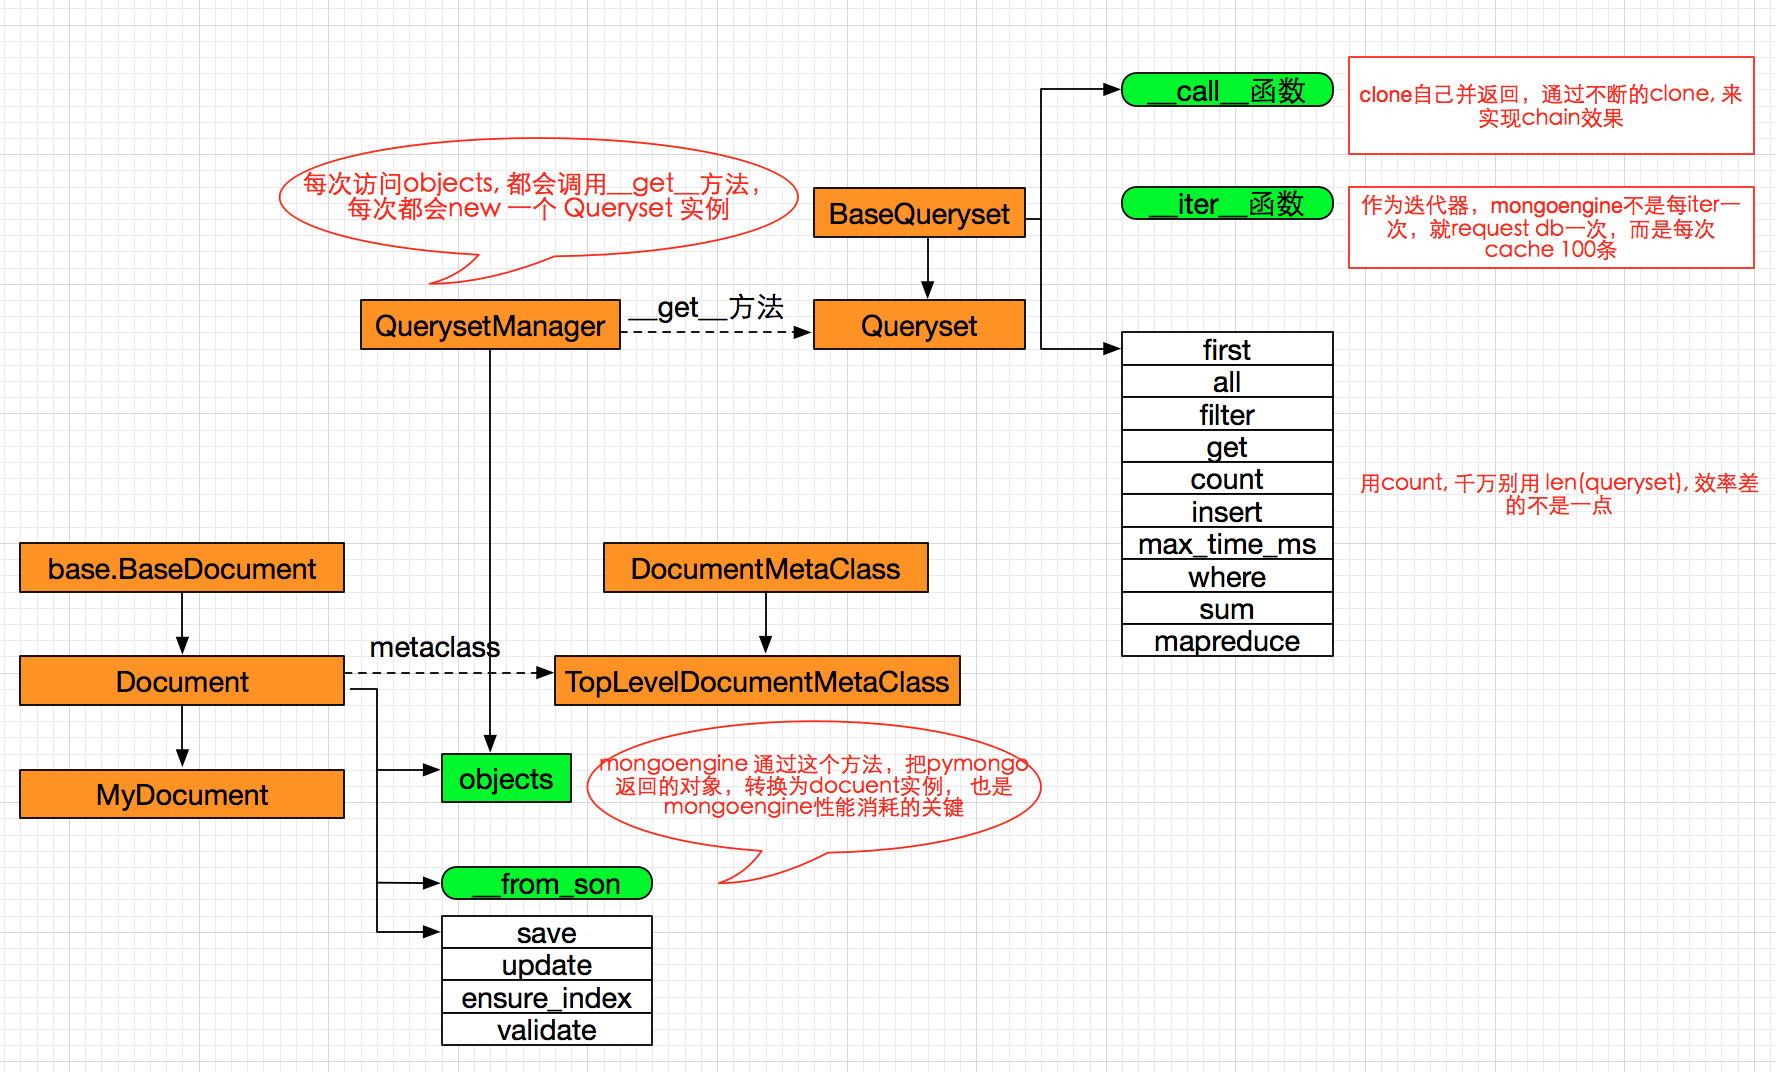 __call__函数
clone自己并返回，通过不断的clone, 来
实现chain效果
每次访问objects, 都会调用__get__方法，
每次都会new 一个 Queryset 实例
BaseQueryset
__iter__函数
作为迭代器，mongoengine不是每iter一
次，就request db一次，而是每次
cache 100条
QuerysetManager
__get__方法
Queryset
first
all
filter
get
count
insert
max_time_ms
where
sum
mapreduce
用count, 千万别用 len(queryset), 效率差
的不是一点
base.BaseDocument
DocumentMetaClass
metaclass
Document
TopLevelDocumentMetaClass
MyDocument
objects
mongoengine 通过这个方法，把pymongo
返回的对象，转换为docuent实例， 也是
mongoengine性能消耗的关键
__from_son
save
update
ensure_index
validate